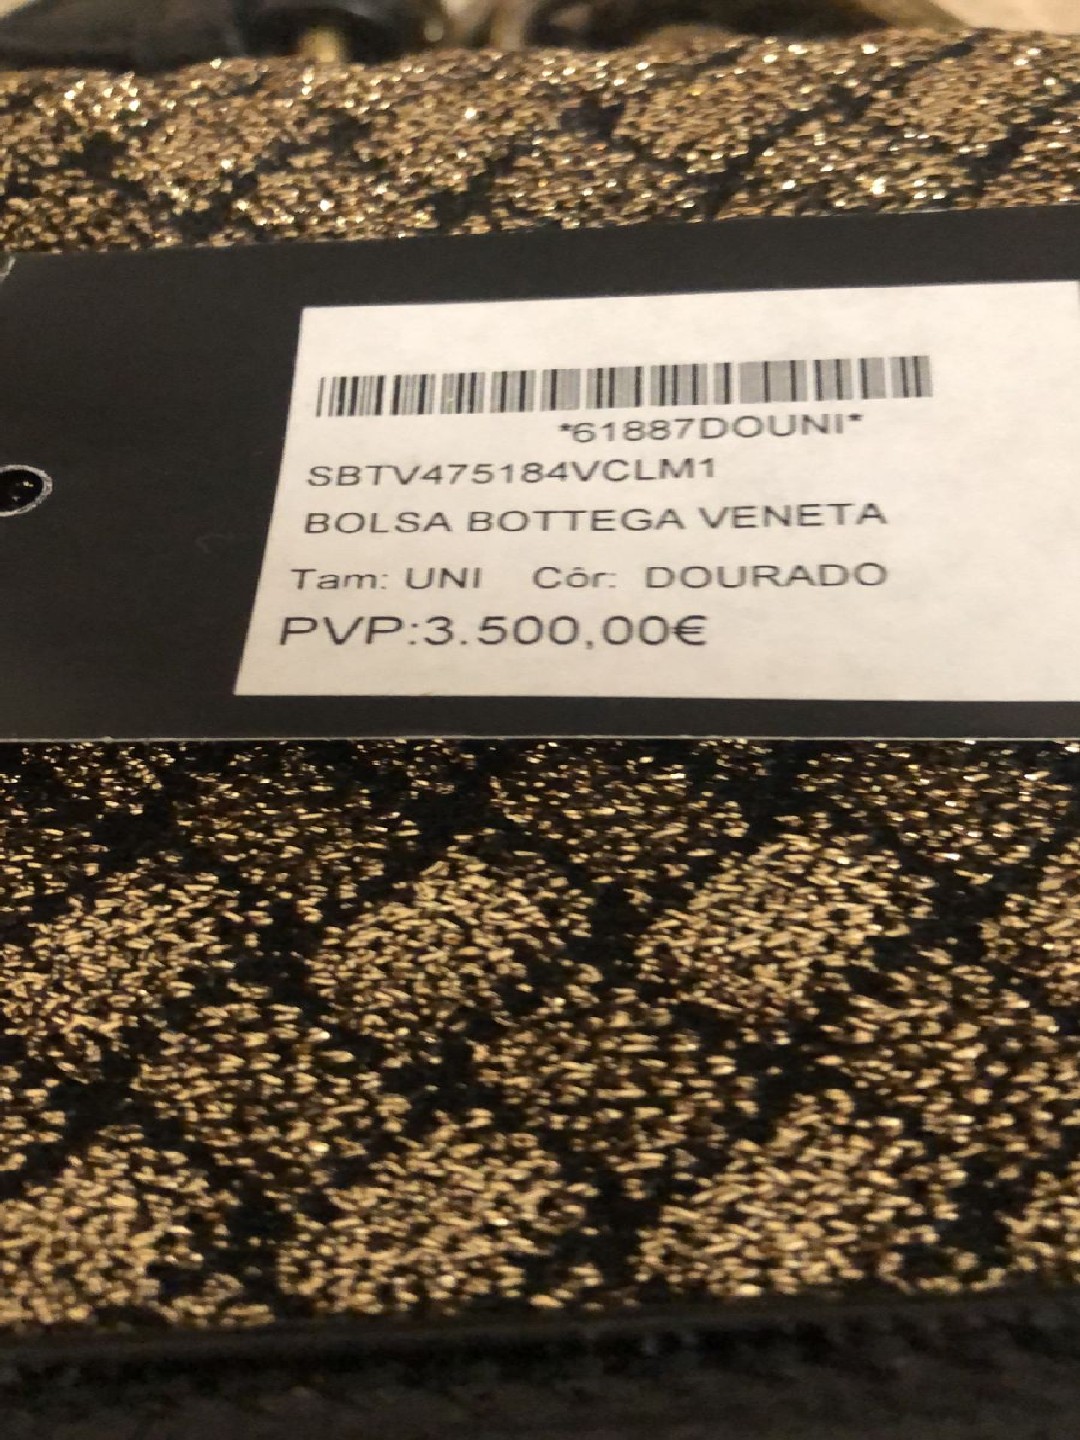 *61887DOUNI*
SBTV475184VCLM1
BOLSA BOTTEGA VENETA
Tam: UNI Côr: DOURADO
PVP:3.500,00€